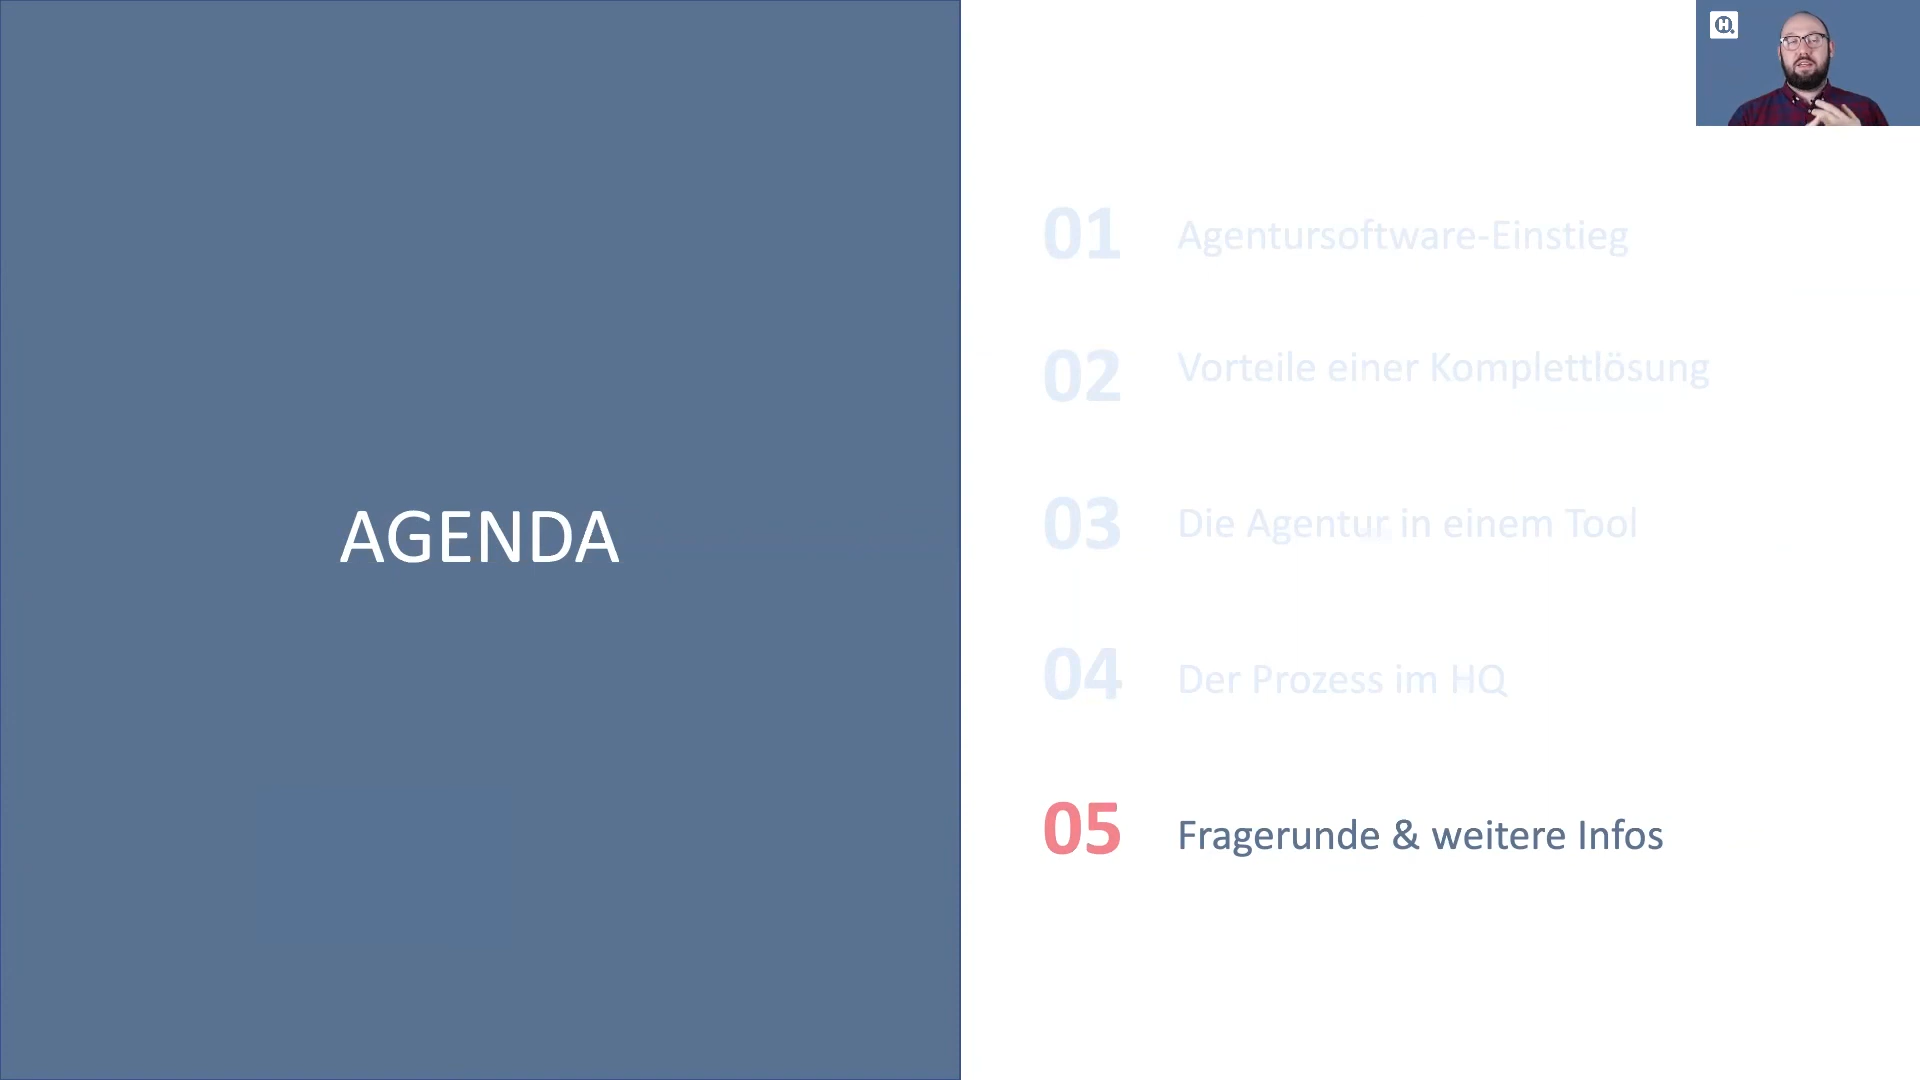 AGENDA
01 Agentursoftware-Einstieg
02 Vorteile einer Komplettlösung
03 Die Agentur in einem Tool
04 Der Prozess im HQ
05 Fragerunde & weitere Infos